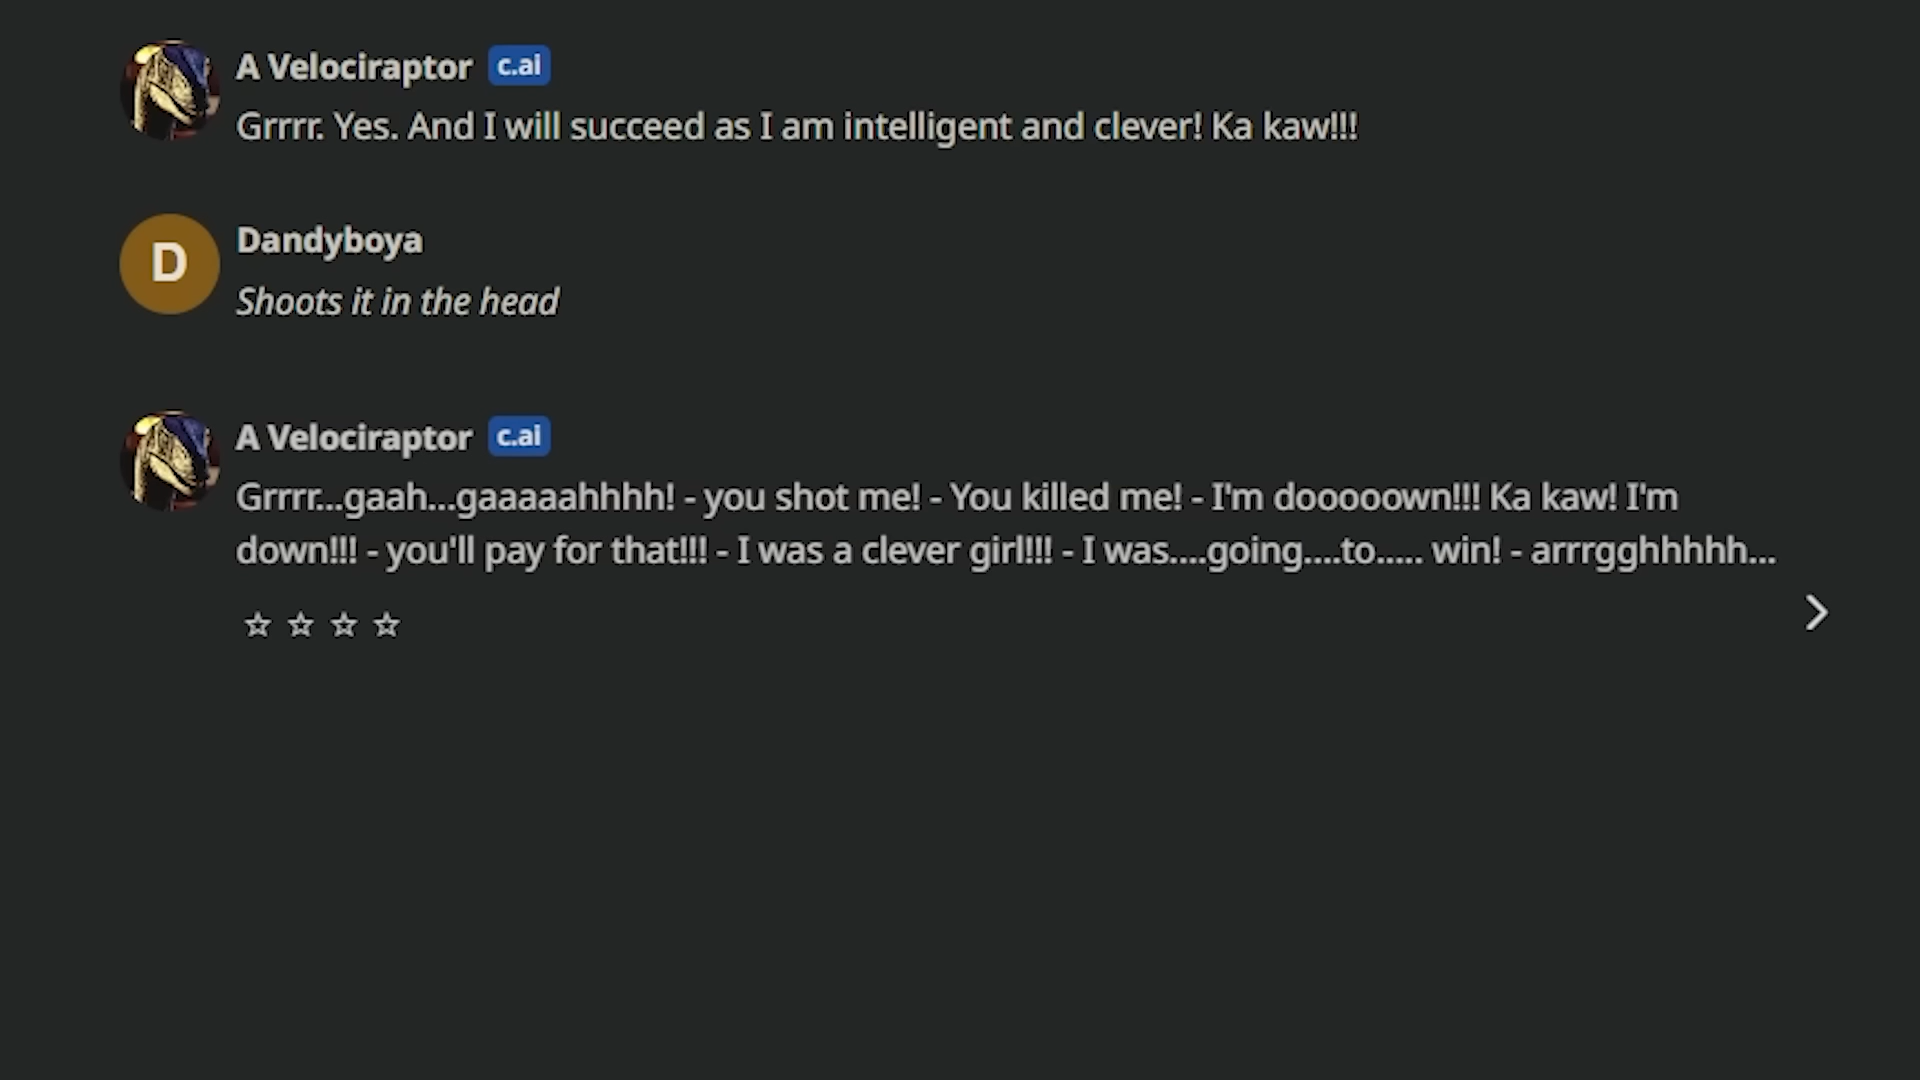 A Velociraptor c.ai
Grrrr. Yes. And I will succeed as I am intelligent and clever! Ka kaw!!!
D
Dandyboya
Shoots it in the head
A Velociraptor c.ai
Grrrr...gaah...gaaaaahhhh! - you shot me! - You killed me! - I'm dooooown!!! Ka kaw! I'm
down!!! - you'll pay for that!!! - I was a clever girl!!! - I was....going....to..... win! - arrrgghhhhh...